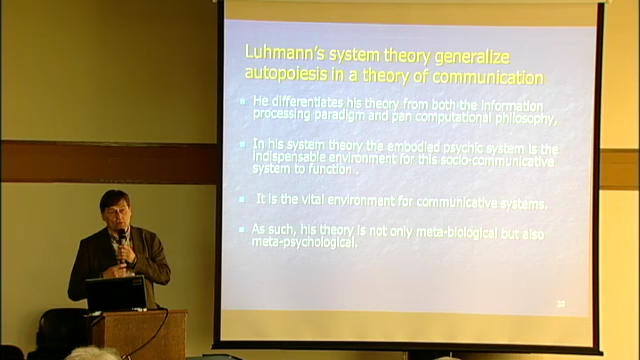 Luhmann's system theory generalize
autopoiesis in a theory of communication
He differentiates his theory from both the information
processing paradigm and pan computational philosophy,
In his system theory the embodied psychic system is the
indispensable environment for this socio-communicative
system to function .
It is the vital environment for communicative systems.
As such, his theory is not only meta-biological but also
meta-psychological.